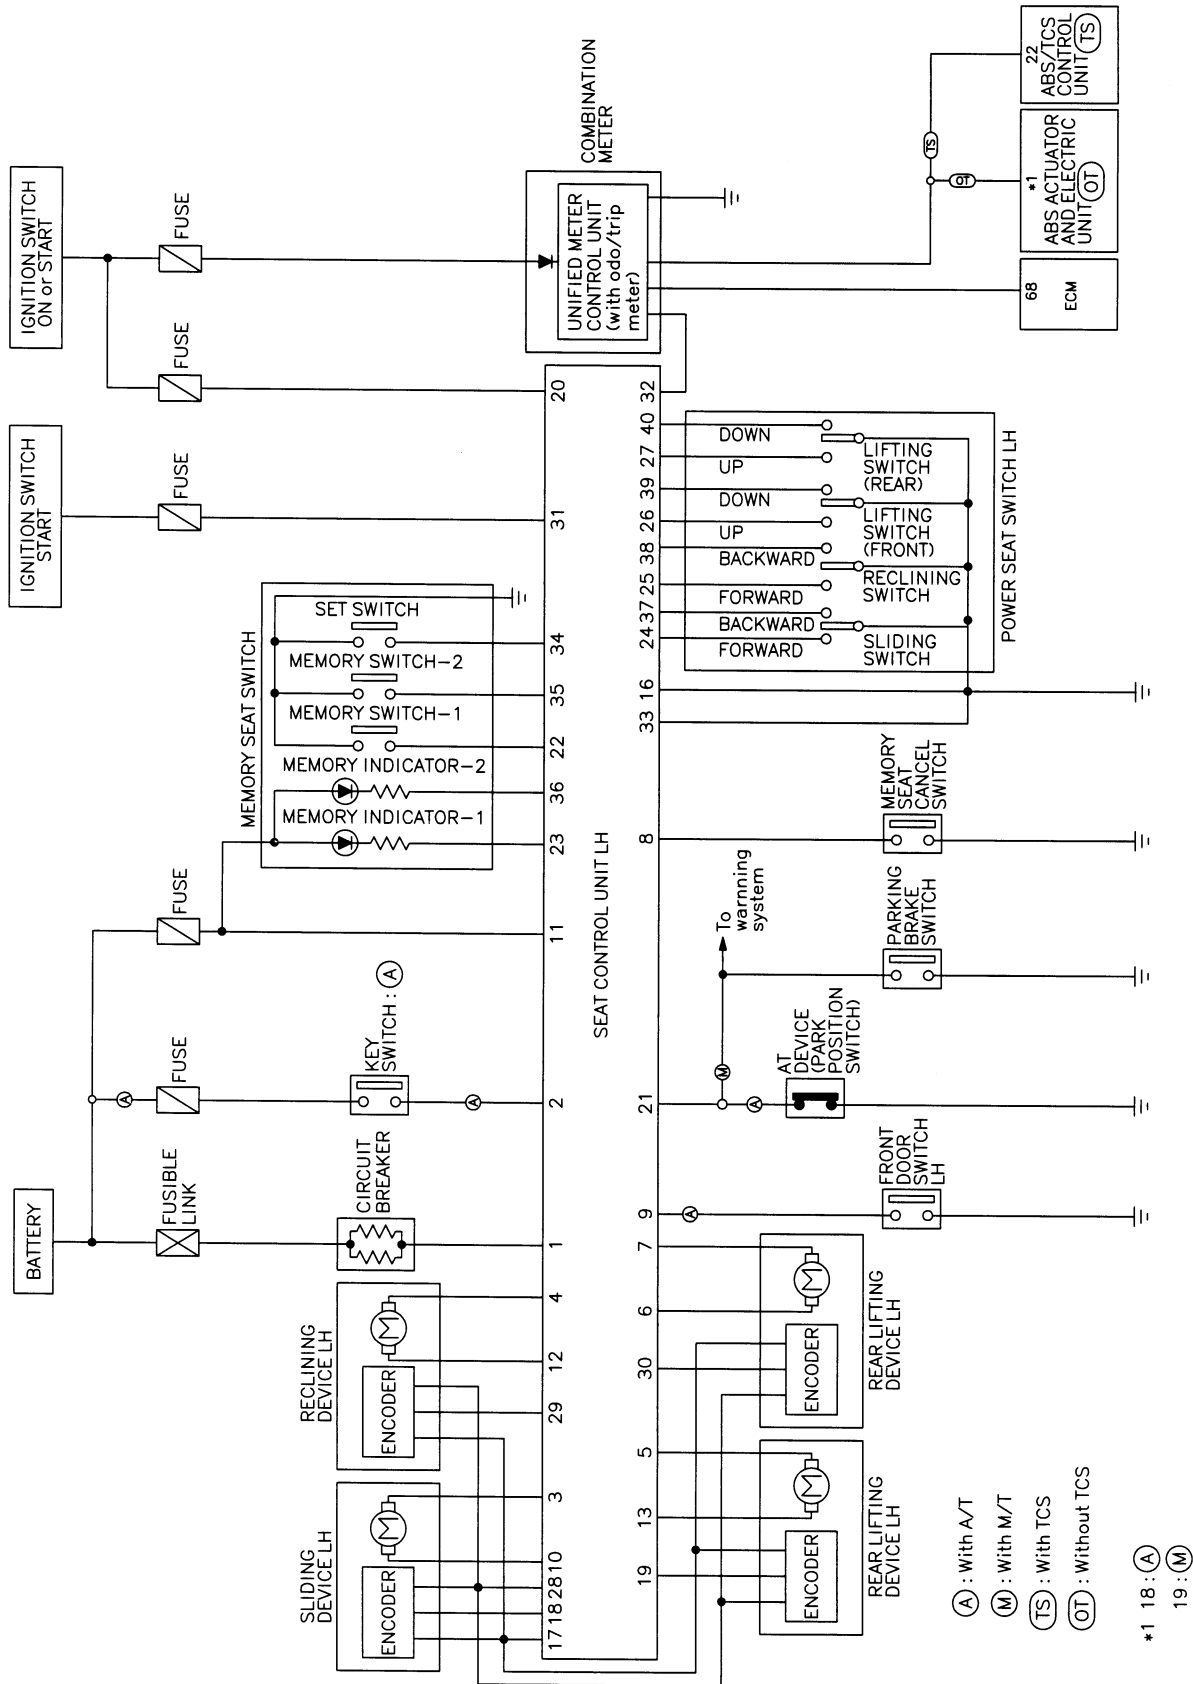 BATTERY
IGNITION SWITCH
START
IGNITION SWITCH
ON or START
FUSIBLE
LINK
FUSE
FUSE
FUSE
FUSE
FUSE
A
CIRCUIT
BREAKER
KEY
SWITCH : A
A
SLIDING
DEVICE LH
ENCODER
M
RECLINING
DEVICE LH
ENCODER
M
MEMORY SEAT SWITCH
MEMORY INDICATOR-1
MEMORY INDICATOR-2
MEMORY SWITCH-1
MEMORY SWITCH-2
SET SWITCH
COMBINATION
METER
UNIFIED METER
CONTROL UNIT
(with odo/trip
meter)
17 18 28 10 3 29 12 4 1 2 11 23 36 22 35 34 31 20
SEAT CONTROL UNIT LH
19 13 5 30 6 7 9 21 8 33 16 24 37 25 38 26 39 27 40 32
REAR LIFTING
DEVICE LH
ENCODER
M
REAR LIFTING
DEVICE LH
ENCODER
M
A
FRONT
DOOR
SWITCH
LH
M
A
AT
DEVICE
(PARK
POSITION
SWITCH)
To
warnning
system
PARKING
BRAKE
SWITCH
MEMORY
SEAT
CANCEL
SWITCH
FORWARD
BACKWARD
SLIDING
SWITCH
FORWARD
BACKWARD
RECLINING
SWITCH
UP
DOWN
LIFTING
SWITCH
(FRONT)
UP
DOWN
LIFTING
SWITCH
(REAR)
POWER SEAT SWITCH LH
TS
OT
68
ECM
*1
ABS ACTUATOR
AND ELECTRIC
UNIT OT
22
ABS/TCS
CONTROL
UNIT TS
A : With A/T
M : With M/T
TS : With TCS
OT : Without TCS
*1 18 : A
19 : M